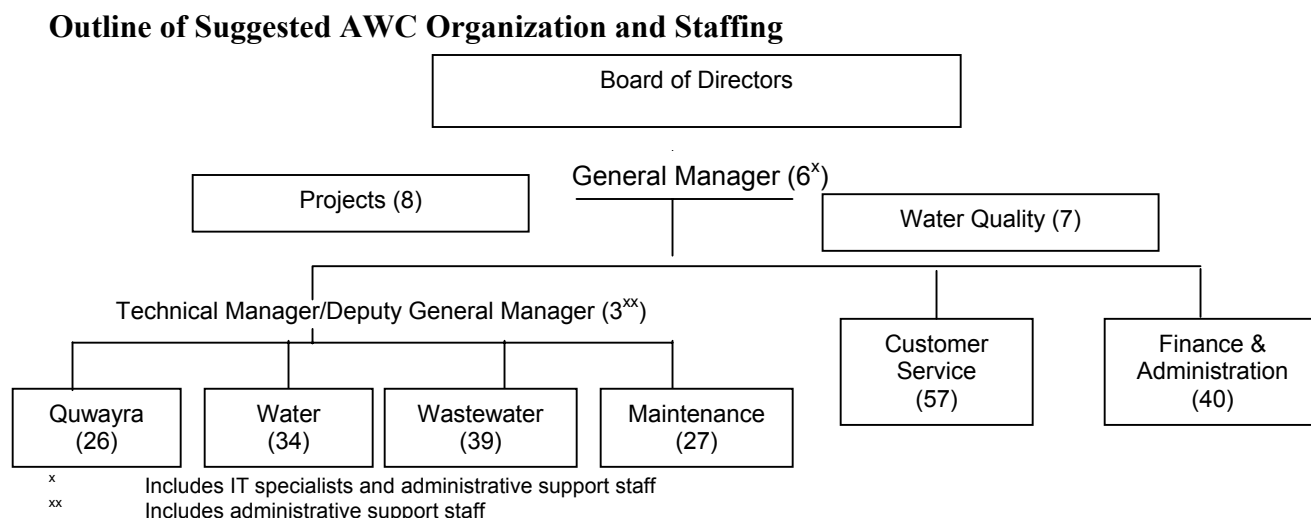 Outline of Suggested AWC Organization and Staffing
Board of Directors
General Manager (6ˣ)
Projects (8)
Water Quality (7)
Technical Manager/Deputy General Manager (3ˣˣ)
Customer
Service
(57)
Finance &
Administration
(40)
Quwayra
(26)
Water
(34)
Wastewater
(39)
Maintenance
(27)
ˣ Includes IT specialists and administrative support staff
ˣˣ Includes administrative support staff